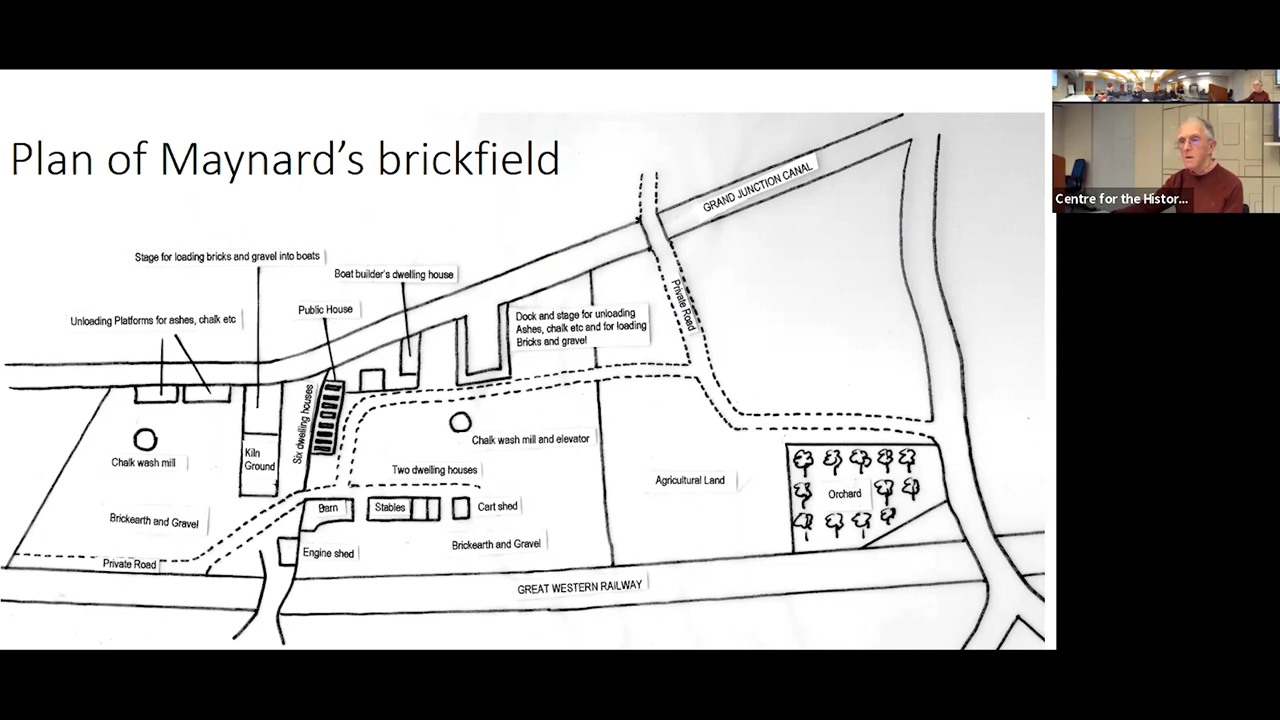 Plan of Maynard's brickfield
GRAND JUNCTION CANAL
Centre for the Histor...
Stage for loading bricks and gravel into boats
Boat builder's dwelling house
Public House
Unloading Platforms for ashes, chalk etc
Dock and stage for unloading
Ashes, chalk etc and for loading
Bricks and gravel
Private Road
Six dwelling houses
Chalk wash mill and elevator
Chalk wash mill
Kiln
Ground
Two dwelling houses
Agricultural Land
Orchard
Barn
Stables
Cart shed
Brickearth and Gravel
Brickearth and Gravel
Engine shed
Private Road
GREAT WESTERN RAILWAY